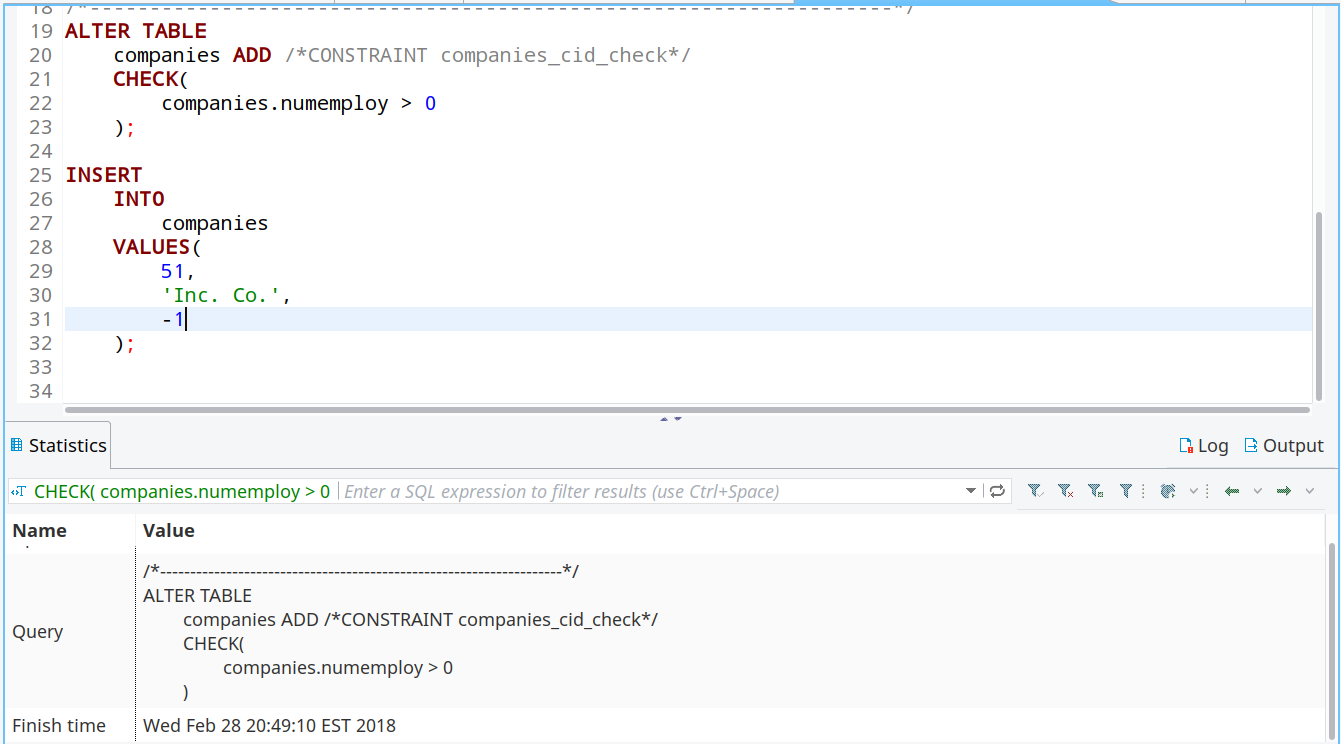 18 /*-------------------------------------------------------------------*/
19 ALTER TABLE
20 companies ADD /*CONSTRAINT companies_cid_check*/
21 CHECK(
22 companies.numemploy > 0
23 );
24
25 INSERT
26 INTO
27 companies
28 VALUES(
29 51,
30 'Inc. Co.',
31 -1
32 );
33
34
Statistics
Log Output
CHECK( companies.numemploy > 0 Enter a SQL expression to filter results (use Ctrl+Space)
Name Value
/*-------------------------------------------------------------------*/
ALTER TABLE
companies ADD /*CONSTRAINT companies_cid_check*/
CHECK(
Query
companies.numemploy > 0
)
Finish time Wed Feb 28 20:49:10 EST 2018